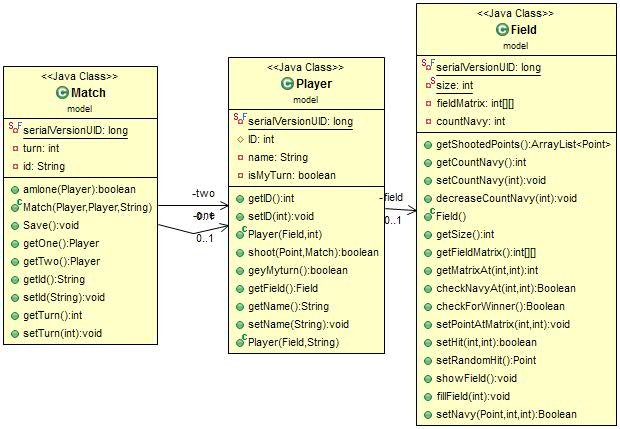 <<Java Class>>
Match
model
serialVersionUID: long
turn: int
id: String
amIone(Player):boolean
Match(Player,Player,String)
Save():void
getOne():Player
getTwo():Player
getId():String
setId(String):void
getTurn():int
setTurn(int):void
-two
-one
0..1
0..1
<<Java Class>>
Player
model
serialVersionUID: long
ID: int
name: String
isMyTurn: boolean
getID():int
setID(int):void
Player(Field,int)
shoot(Point,Match):boolean
geyMyturn():boolean
getField():Field
getName():String
setName(String):void
Player(Field,String)
-field
0..1
<<Java Class>>
Field
model
serialVersionUID: long
size: int
fieldMatrix: int[][]
countNavy: int
getShootedPoints():ArrayList<Point>
getCountNavy():int
setCountNavy(int):void
decreaseCountNavy(int):void
Field()
getSize():int
getFieldMatrix():int[][]
getMatrixAt(int,int):int
checkNavyAt(int,int):Boolean
checkForWinner():Boolean
setPointAtMatrix(int,int):void
setHit(int,int):boolean
setRandomHit():Point
showField():void
fillField(int):void
setNavy(Point,int,int):Boolean